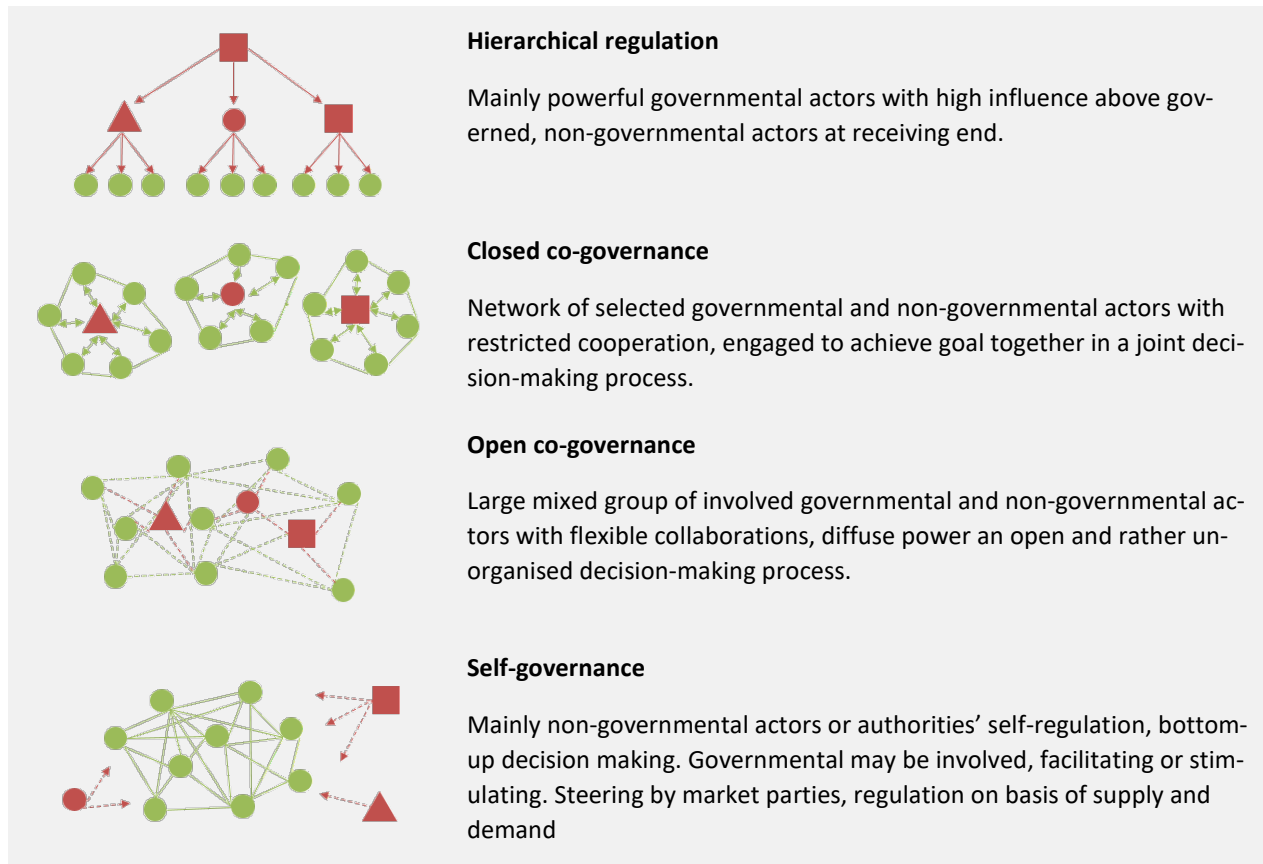 Hierarchical regulation
Mainly powerful governmental actors with high influence above gov-
erned, non-governmental actors at receiving end.
Closed co-governance
Network of selected governmental and non-governmental actors with
restricted cooperation, engaged to achieve goal together in a joint deci-
sion-making process.
Open co-governance
Large mixed group of involved governmental and non-governmental ac-
tors with flexible collaborations, diffuse power an open and rather un-
organised decision-making process.
Self-governance
Mainly non-governmental actors or authorities’ self-regulation, bottom-
up decision making. Governmental may be involved, facilitating or stim-
ulating. Steering by market parties, regulation on basis of supply and
demand